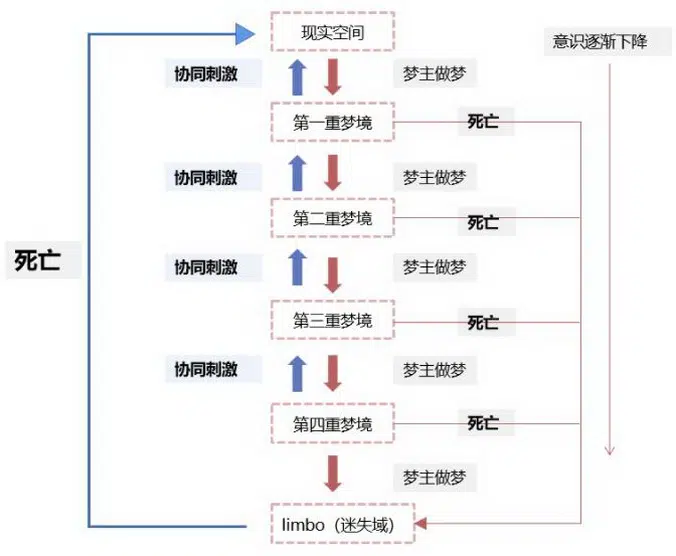 现实空间
意识逐渐下降
协同刺激
梦主做梦
第一重梦境
死亡
协同刺激
梦主做梦
第二重梦境
死亡
死亡
协同刺激
梦主做梦
第三重梦境
死亡
协同刺激
梦主做梦
第四重梦境
死亡
梦主做梦
limbo（迷失域）